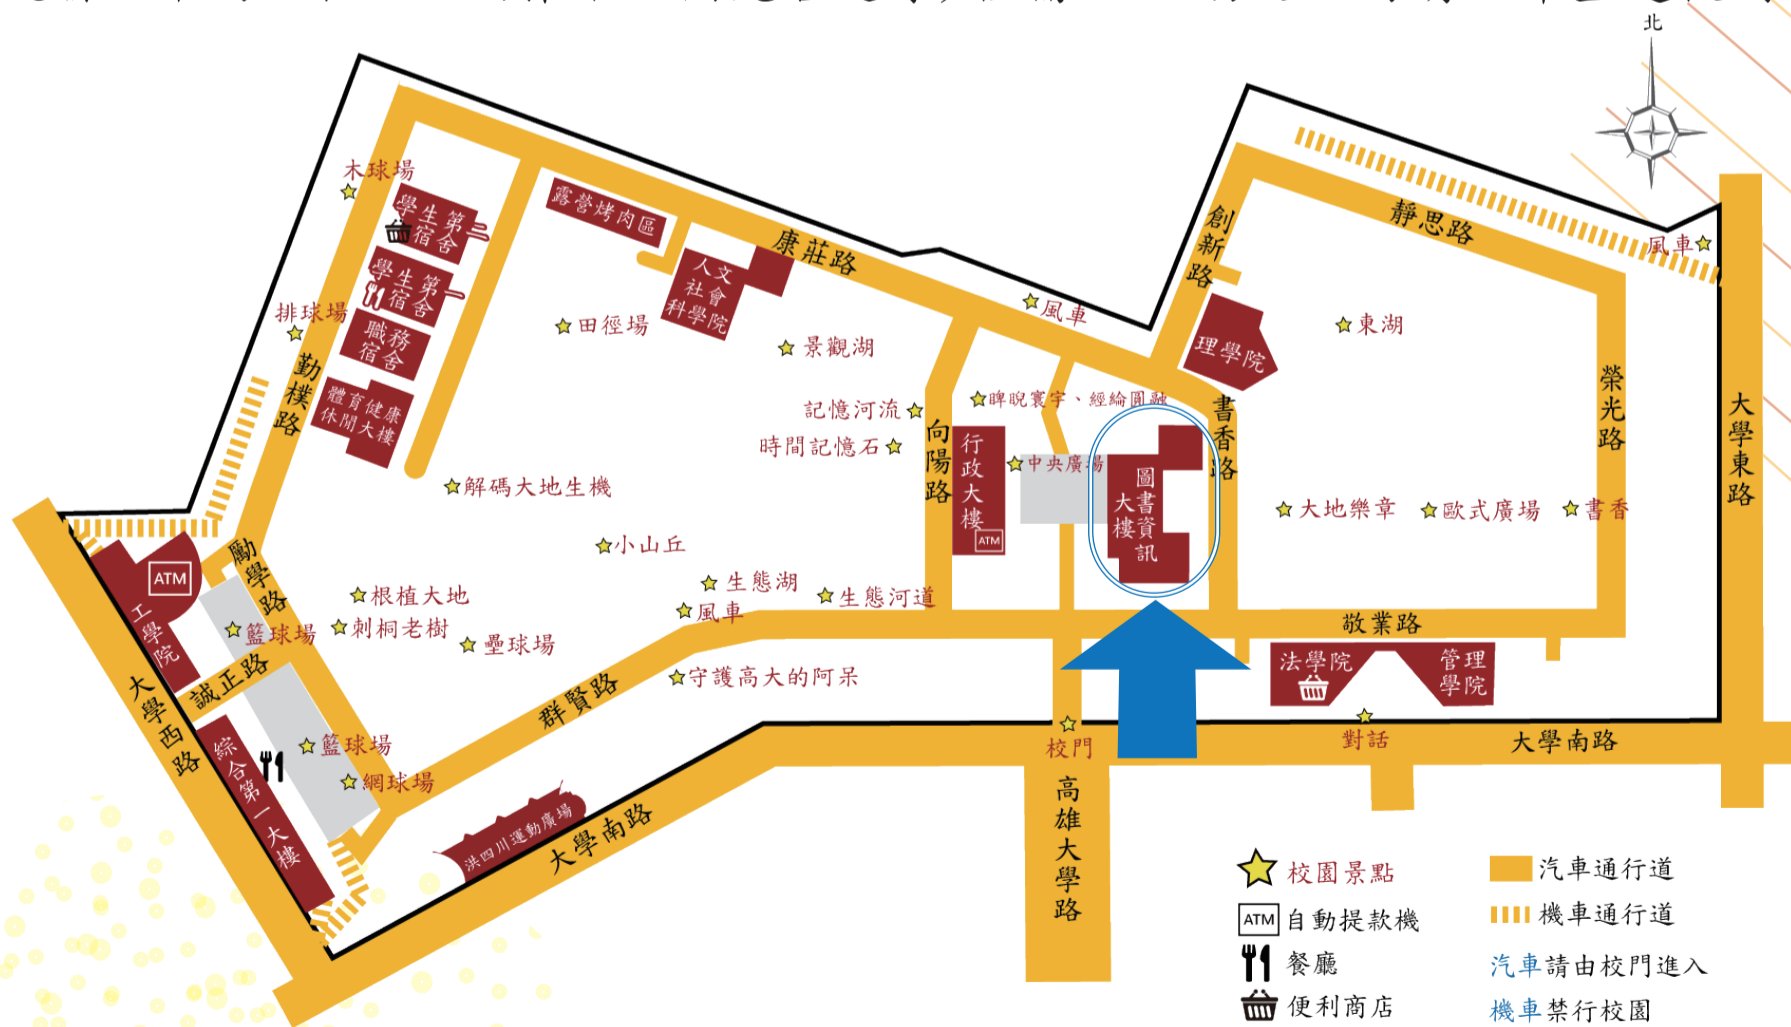 北
木球場
學生第二
宿舍
學生第一
宿舍
排球場
職務
宿舍
勤樸路
體育健康
休閒大樓
露營烤肉區
人文
社會
科學院
康莊路
田徑場
景觀湖
風車
創新路
靜思路
風車
理學院
東湖
記憶河流
時間記憶石
向陽路
睥睨寰宇、經綸圓融
行政大樓
ATM
中央廣場
圖書資訊
大樓
書香路
榮光路
大學東路
大地樂章
歐式廣場
書香
解碼大地生機
小山丘
生態湖
風車
生態河道
勵學路
ATM
工學院
根植大地
籃球場
刺桐老樹
壘球場
誠正路
大學西路
守護高大的阿呆
群賢路
敬業路
法學院
管理
學院
綜合第一大樓
籃球場
網球場
校門
對話
大學南路
洪四川運動廣場
大學南路
高雄大學路
校園景點
汽車通行道
ATM
自動提款機
機車通行道
餐廳
汽車請由校門進入
便利商店
機車禁行校園